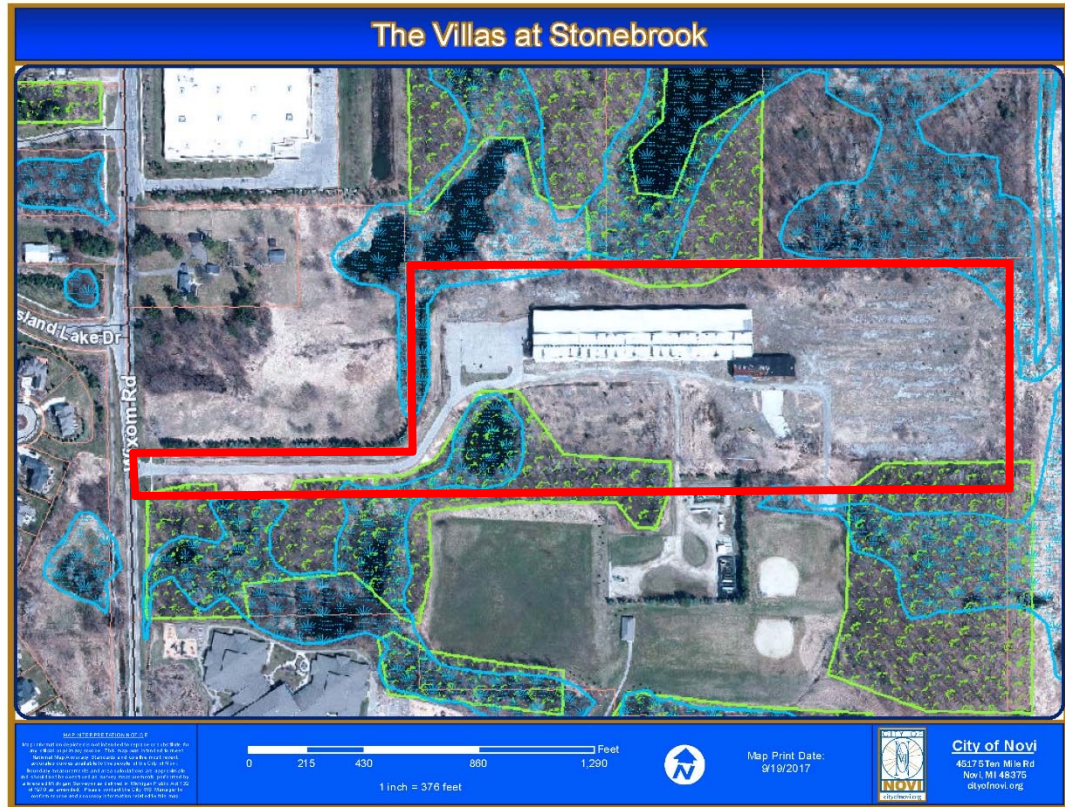 The Villas at Stonebrook
Island Lake Dr
Wixom Rd
MAP INTERPRETATION NOTICE
Feet
0 215 430 860 1,290
1 inch = 376 feet
N
Map Print Date:
9/19/2017
CITY OF
NOVI
cityofnovi.org
City of Novi
45175 Ten Mile Rd
Novi, MI 48375
cityofnovi.org